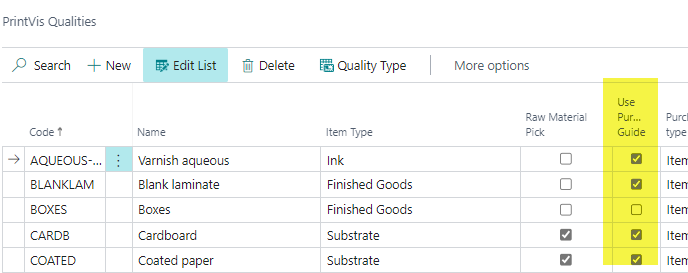 PrintVis Qualities
Search New Edit List Delete Quality Type More options
Code↑ Name Item Type Raw Material Pick Use Pur... Guide Purch type
AQUEOUS-... Varnish aqueous Ink Item
BLANKLAM Blank laminate Finished Goods Item
BOXES Boxes Finished Goods Item
CARDB Cardboard Substrate Item
COATED Coated paper Substrate Item